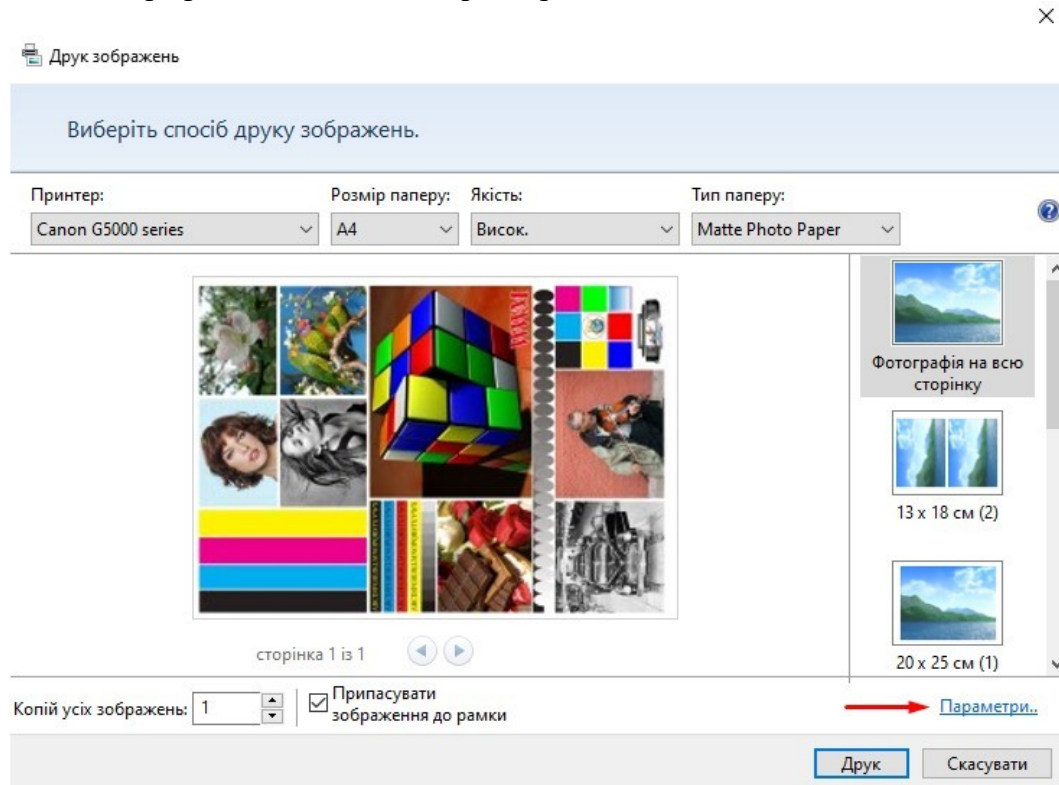 Друк зображень
Виберіть спосіб друку зображень.
Принтер: Розмір паперу: Якість: Тип паперу:
Canon G5000 series A4 Висок. Matte Photo Paper
Фотографія на всю
сторінку
13 x 18 см (2)
20 x 25 см (1)
сторінка 1 із 1
Копій усіх зображень: 1 Припасувати
зображення до рамки
Параметри..
Друк Скасувати